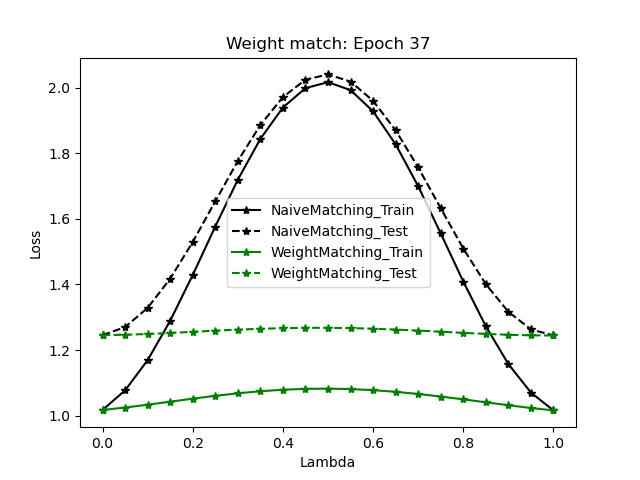 Weight match: Epoch 37
2.0
1.8
1.6
1.4
1.2
1.0
Loss
NaiveMatching_Train
NaiveMatching_Test
WeightMatching_Train
WeightMatching_Test
0.0 0.2 0.4 0.6 0.8 1.0
Lambda